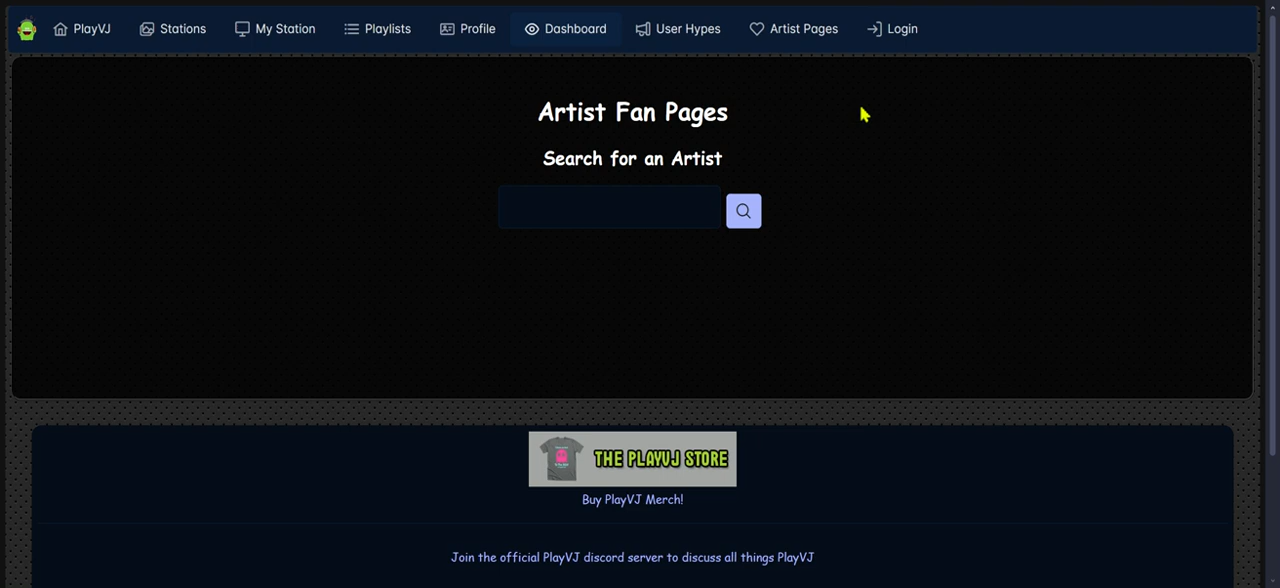 PlayVJ Stations My Station Playlists Profile Dashboard User Hypes Artist Pages Login
Artist Fan Pages
Search for an Artist
THE PLAYVJ STORE
Buy PlayVJ Merch!
Join the official PlayVJ discord server to discuss all things PlayVJ